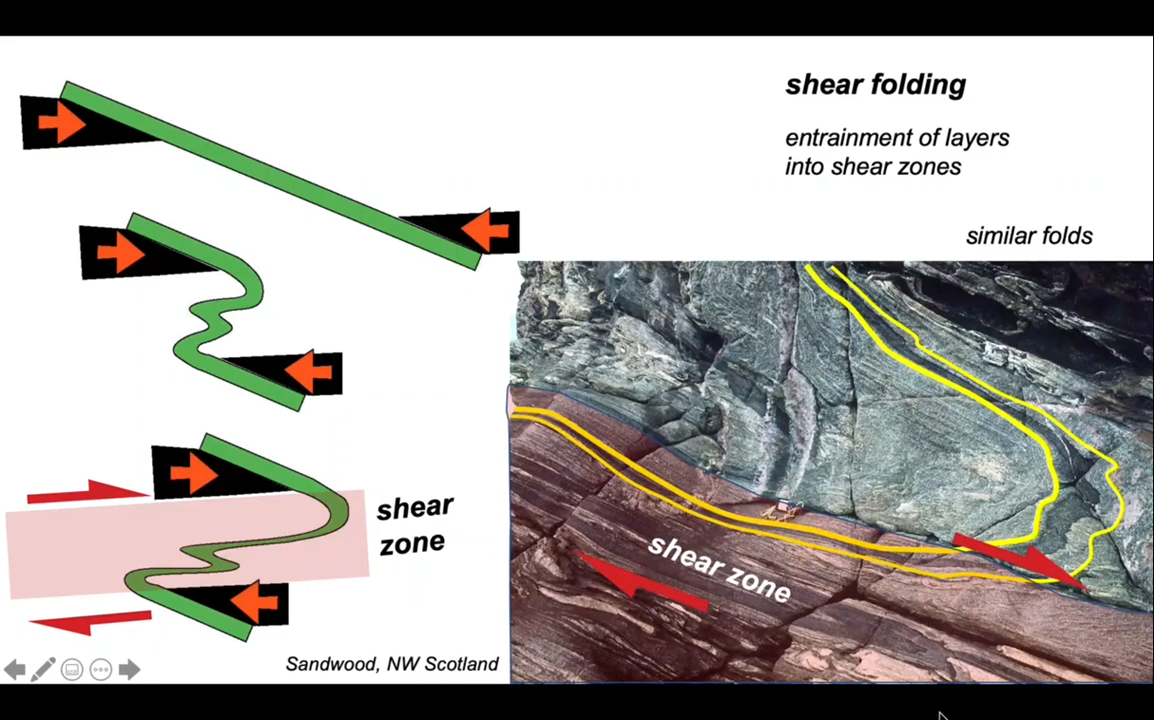 shear folding
entrainment of layers
into shear zones
similar folds
shear
zone
shear zone
Sandwood, NW Scotland